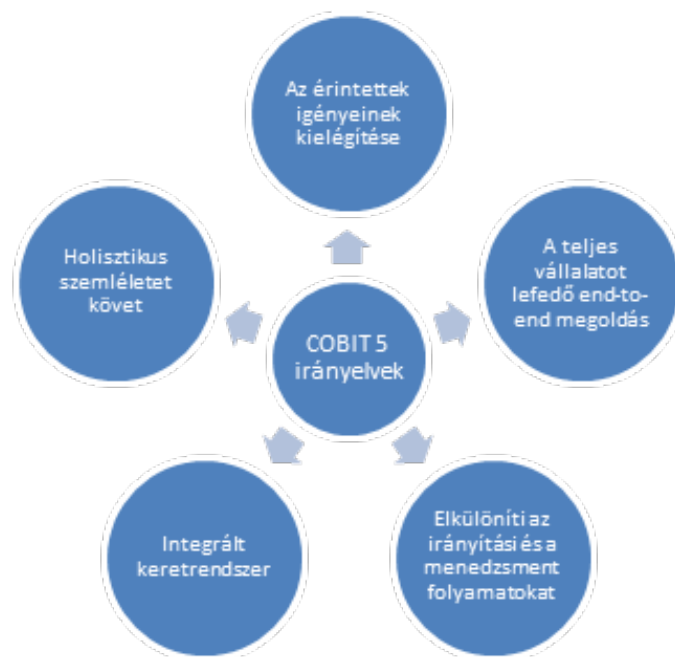 Az érintettek
igényeinek
kielégítése
A teljes
vállalatot
lefedő end-to-
end megoldás
Elkülöníti az
irányítási és a
menedzsment
folyamatokat
Integrált
keretrendszer
Holisztikus
szemléletet
követ
COBIT 5
irányelvek